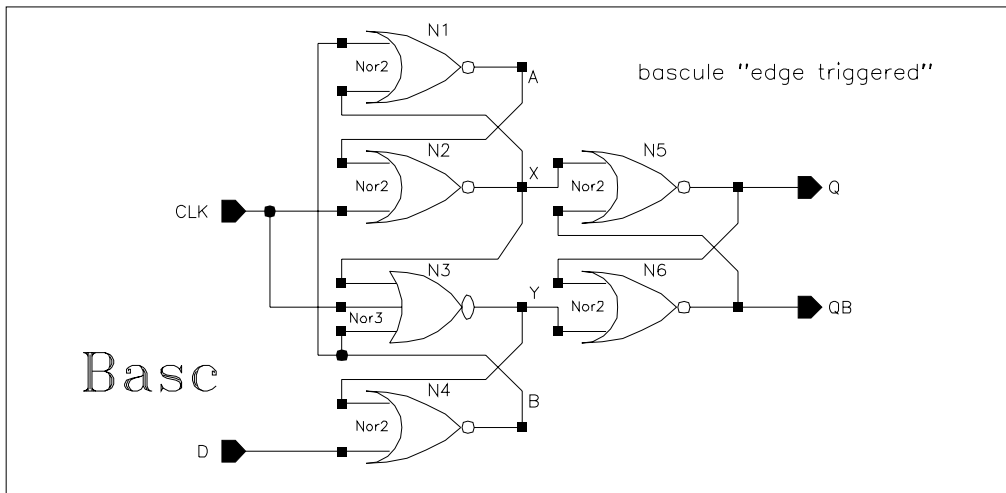 N1
Nor2
A
bascule "edge triggered"
N2
Nor2
X
N5
Nor2
Q
CLK
N3
Nor3
Y
N6
Nor2
QB
Basc
N4
Nor2
B
D